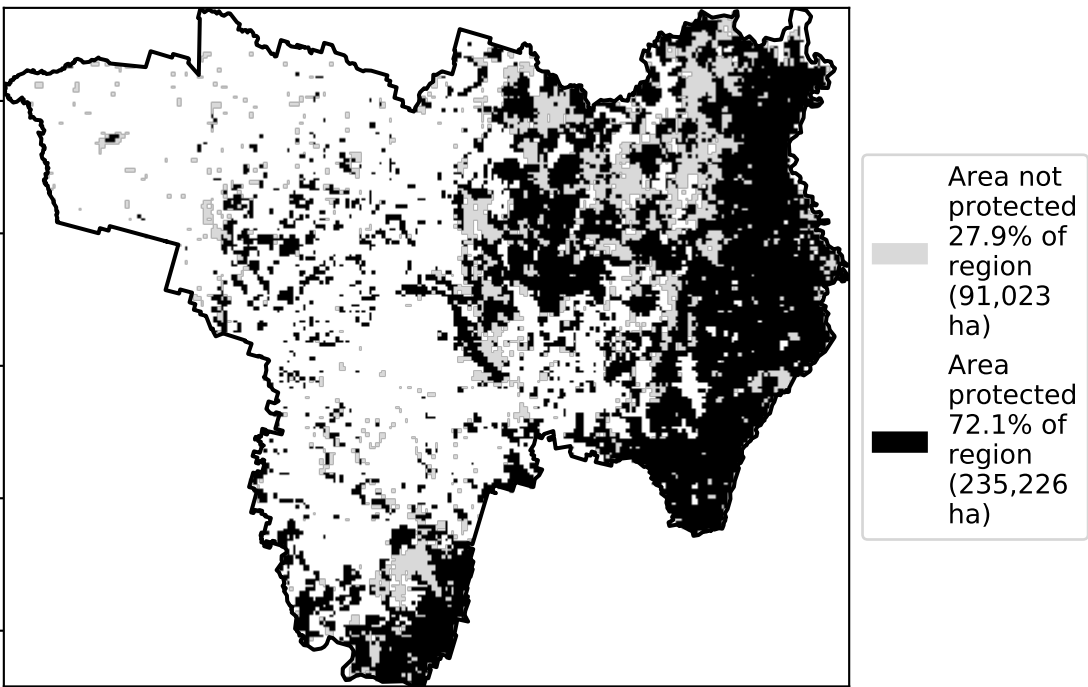 Area not
protected
27.9% of
region
(91,023
ha)
Area
protected
72.1% of
region
(235,226
ha)